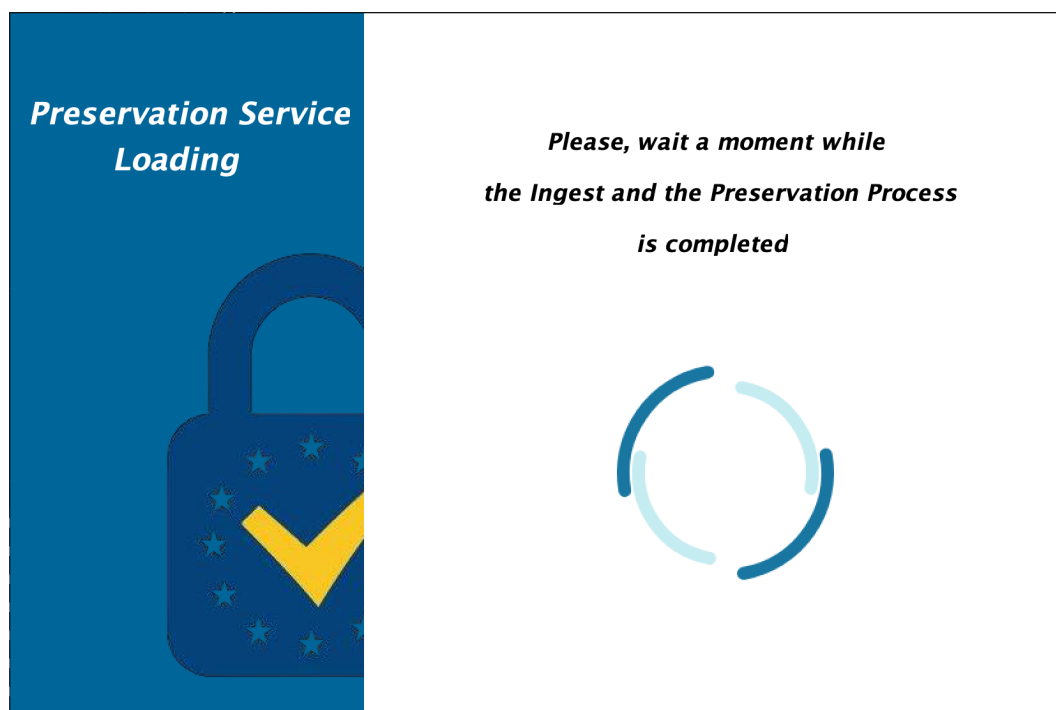 Preservation Service
Loading
Please, wait a moment while
the Ingest and the Preservation Process
is completed